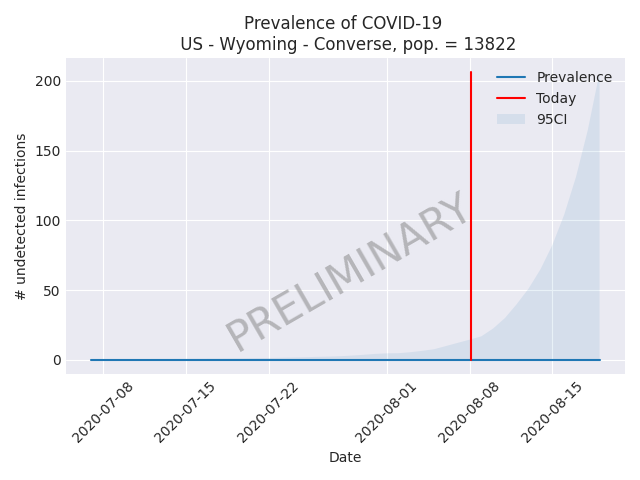 Prevalence of COVID-19
US - Wyoming - Converse, pop. = 13822
200
150
100
50
0
# undetected infections
Prevalence
Today
95CI
PRELIMINARY
2020-07-08
2020-07-15
2020-07-22
2020-08-01
2020-08-08
2020-08-15
Date